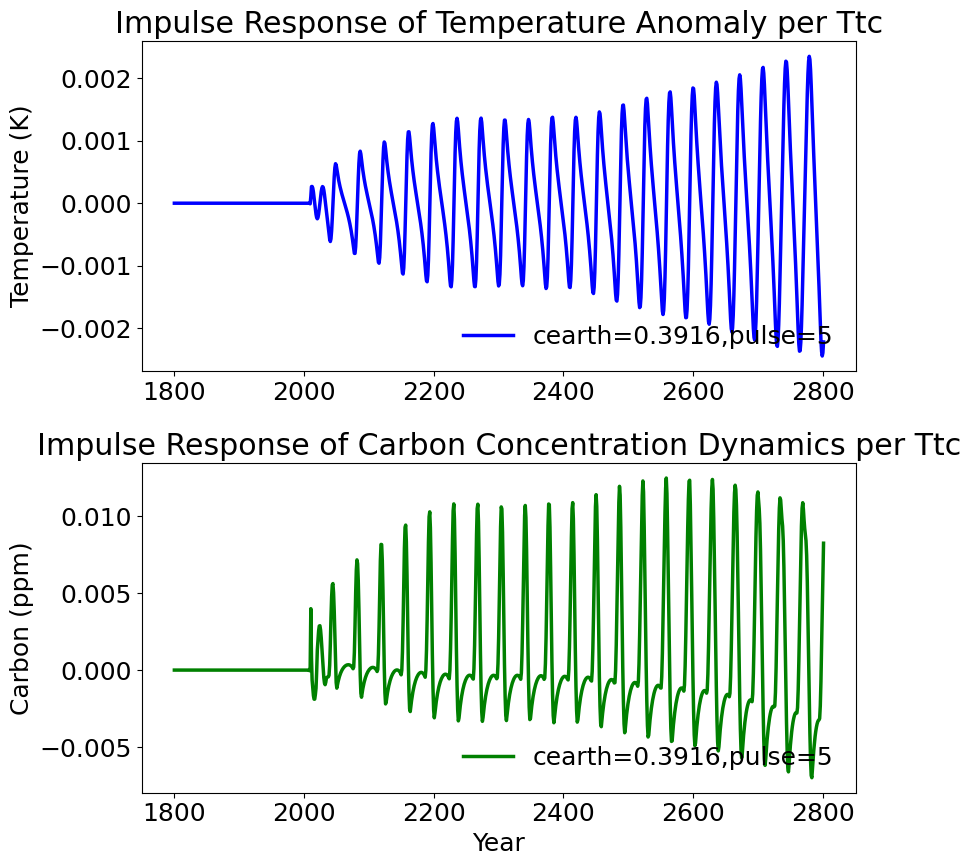 Impulse Response of Temperature Anomaly per Ttc
Temperature (K)
0.002
0.001
0.000
−0.001
−0.002
cearth=0.3916,pulse=5
1800 2000 2200 2400 2600 2800
Impulse Response of Carbon Concentration Dynamics per Ttc
Carbon (ppm)
0.010
0.005
0.000
−0.005
cearth=0.3916,pulse=5
1800 2000 2200 2400 2600 2800
Year